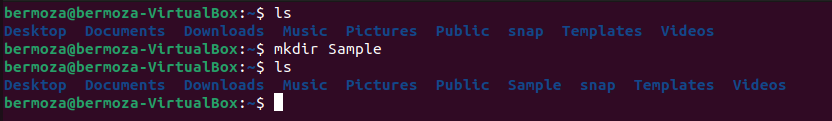 bermoza@bermoza-VirtualBox:~$ ls
Desktop  Documents  Downloads  Music  Pictures  Public  snap  Templates  Videos
bermoza@bermoza-VirtualBox:~$ mkdir Sample
bermoza@bermoza-VirtualBox:~$ ls
Desktop  Documents  Downloads  Music  Pictures  Public  Sample  snap  Templates  Videos
bermoza@bermoza-VirtualBox:~$